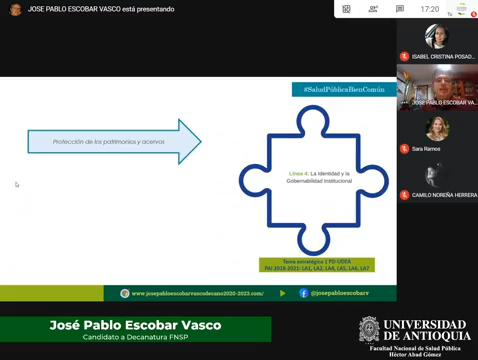 JOSE PABLO ESCOBAR VASCO está presentando
17:20
ISABEL CRISTINA POSAD...
JOSE PABLO ESCOBAR VA...
Sara Ramos
CAMILO NOREÑA HERRERA
#SaludPúblicaBienComún
Protección de los patrimonios y acervos
Línea 4: La Identidad y la
Gobernabilidad Institucional
Tema estratégico | PD-UDEA
PAI 2018-2021: LA1, LA2, LA4, LA5, LA6, LA7
www.josepabloescobarvascodecano2020-2023.com/
@josepabloescobarv
José Pablo Escobar Vasco
Candidato a Decanatura FNSP
UNIVERSIDAD
DE ANTIOQUIA
Facultad Nacional de Salud Pública
Héctor Abad Gómez